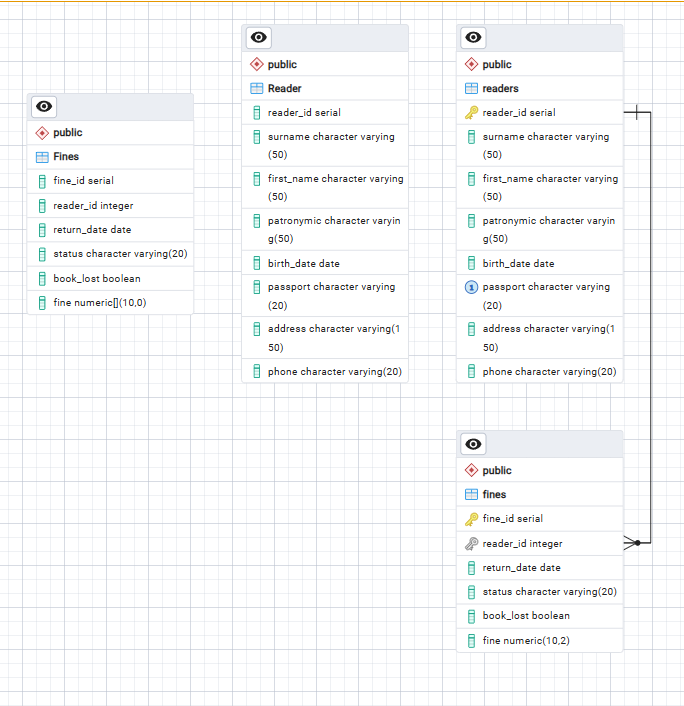 public
Fines
fine_id serial
reader_id integer
return_date date
status character varying(20)
book_lost boolean
fine numeric[](10,0)
public
Reader
reader_id serial
surname character varying
(50)
first_name character varying
(50)
patronymic character varyin
g(50)
birth_date date
passport character varying
(20)
address character varying(1
50)
phone character varying(20)
public
readers
reader_id serial
surname character varying
(50)
first_name character varying
(50)
patronymic character varyin
g(50)
birth_date date
1
passport character varying
(20)
address character varying(1
50)
phone character varying(20)
public
fines
fine_id serial
reader_id integer
return_date date
status character varying(20)
book_lost boolean
fine numeric(10,2)